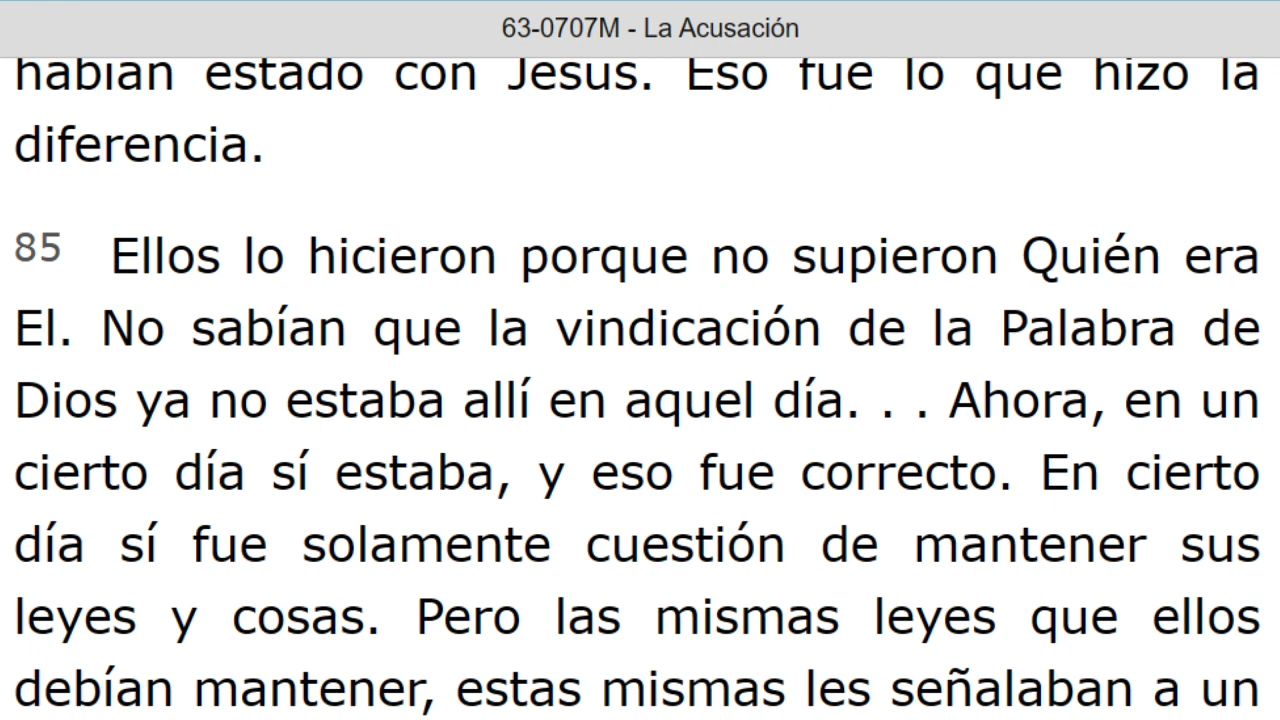 63-0707M - La Acusación
habían estado con Jesús. Eso fue lo que hizo la
diferencia.
85 Ellos lo hicieron porque no supieron Quién era
El. No sabían que la vindicación de la Palabra de
Dios ya no estaba allí en aquel día. . . Ahora, en un
cierto día sí estaba, y eso fue correcto. En cierto
día sí fue solamente cuestión de mantener sus
leyes y cosas. Pero las mismas leyes que ellos
debían mantener, estas mismas les señalaban a un